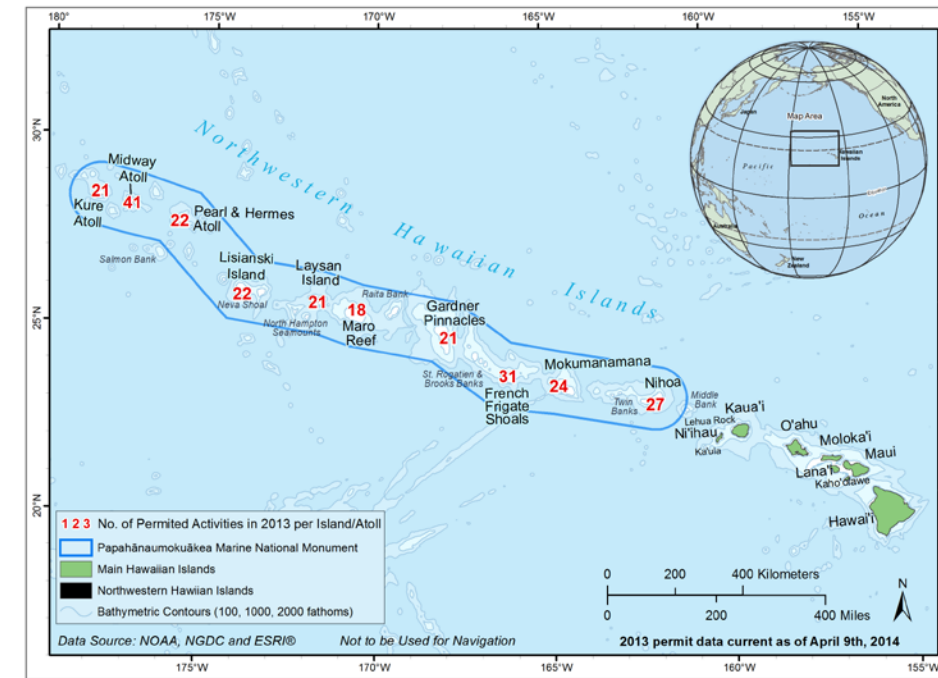 180°
175°W
170°W
165°W
160°W
155°W
30°N
25°N
20°N
Northwestern Hawaiian Islands
Map Area
North
America
Japan
Hawaiian
Islands
Pacific
Ocean
Equator
Australia
New
Zealand
Midway
Atoll
21
41
Kure
Atoll
22
Pearl & Hermes
Atoll
Salmon Bank
Lisianski
Island
22
Neva Shoal
Laysan
Island
21
North Hampton
Seamounts
Raita Bank
18
Maro
Reef
Gardner
Pinnacles
21
St. Rogatien &
Brooks Banks
31
French
Frigate
Shoals
Mokumanamana
24
Nihoa
27
Twin
Banks
Middle
Bank
Lehua Rock
Kaua'i
Ni'ihau
Ka'ula
O'ahu
Moloka'i
Maui
Lana'i
Kaho'olawe
Hawai'i
1 2 3 No. of Permited Activities in 2013 per Island/Atoll
Papahānaumokuākea Marine National Monument
Main Hawaiian Islands
Northwestern Hawiian Islands
Bathymetric Contours (100, 1000, 2000 fathoms)
0 200 400 Kilometers
0 200 400 Miles
N
Data Source: NOAA, NGDC and ESRI® Not to be Used for Navigation 2013 permit data current as of April 9th, 2014
175°W
170°W
165°W
160°W
155°W